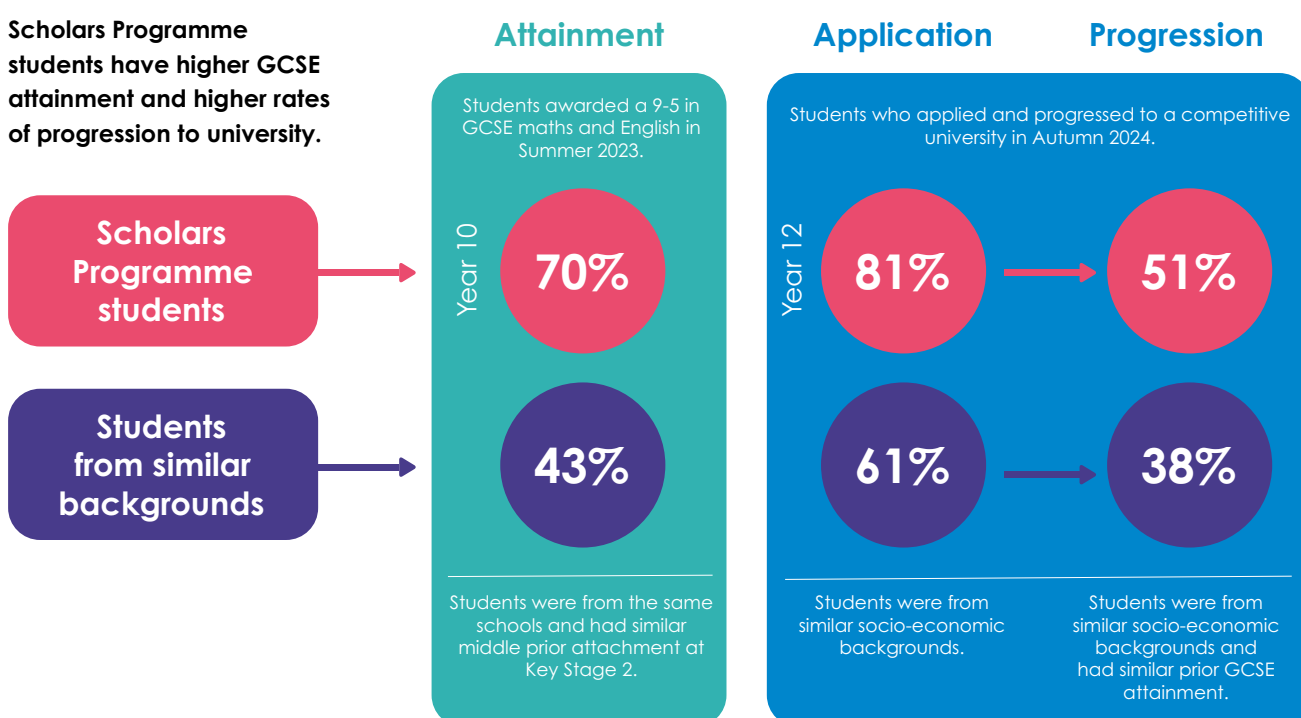 Scholars Programme
students have higher GCSE
attainment and higher rates
of progression to university.
Attainment
Application
Progression
Students awarded a 9-5 in
GCSE maths and English in
Summer 2023.
Students who applied and progressed to a competitive
university in Autumn 2024.
Scholars
Programme
students
Year 10
70%
Year 12
81%
51%
Students
from similar
backgrounds
43%
61%
38%
Students were from the same
schools and had similar
middle prior attachment at
Key Stage 2.
Students were from
similar socio-economic
backgrounds.
Students were from
similar socio-economic
backgrounds and
had similar prior GCSE
attainment.